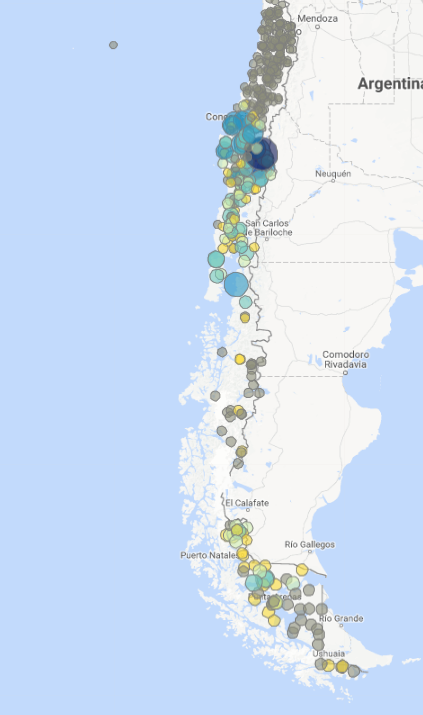 Mendoza
Argentina
Neuquén
San Carlos
de Bariloche
Comodoro
Rivadavia
El Calafate
Río Gallegos
Puerto Natales
Río Grande
Ushuaia